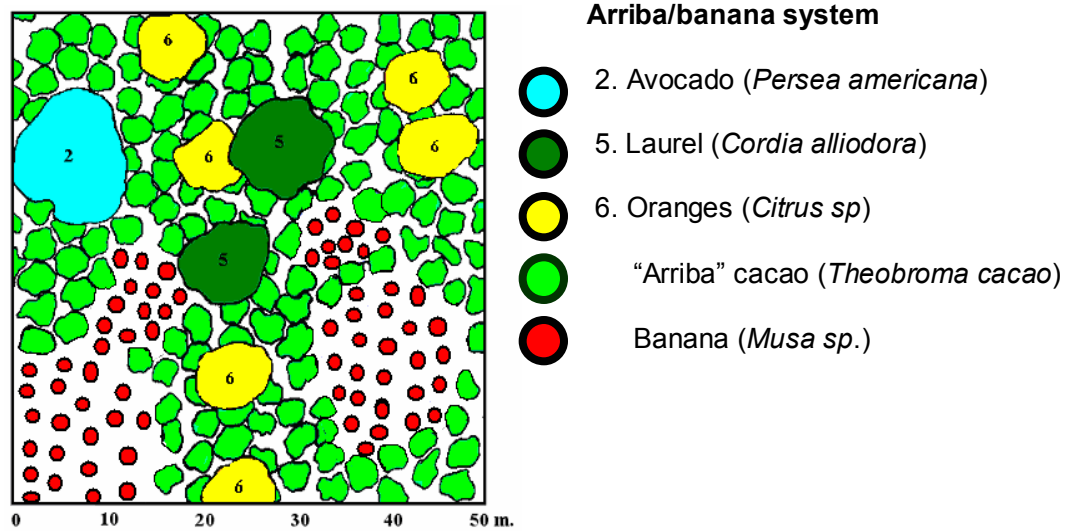 Arriba/banana system
2. Avocado (Persea americana)
5. Laurel (Cordia alliodora)
6. Oranges (Citrus sp)
“Arriba” cacao (Theobroma cacao)
Banana (Musa sp.)
6
6
2
6
5
6
5
6
6
0 10 20 30 40 50 m.